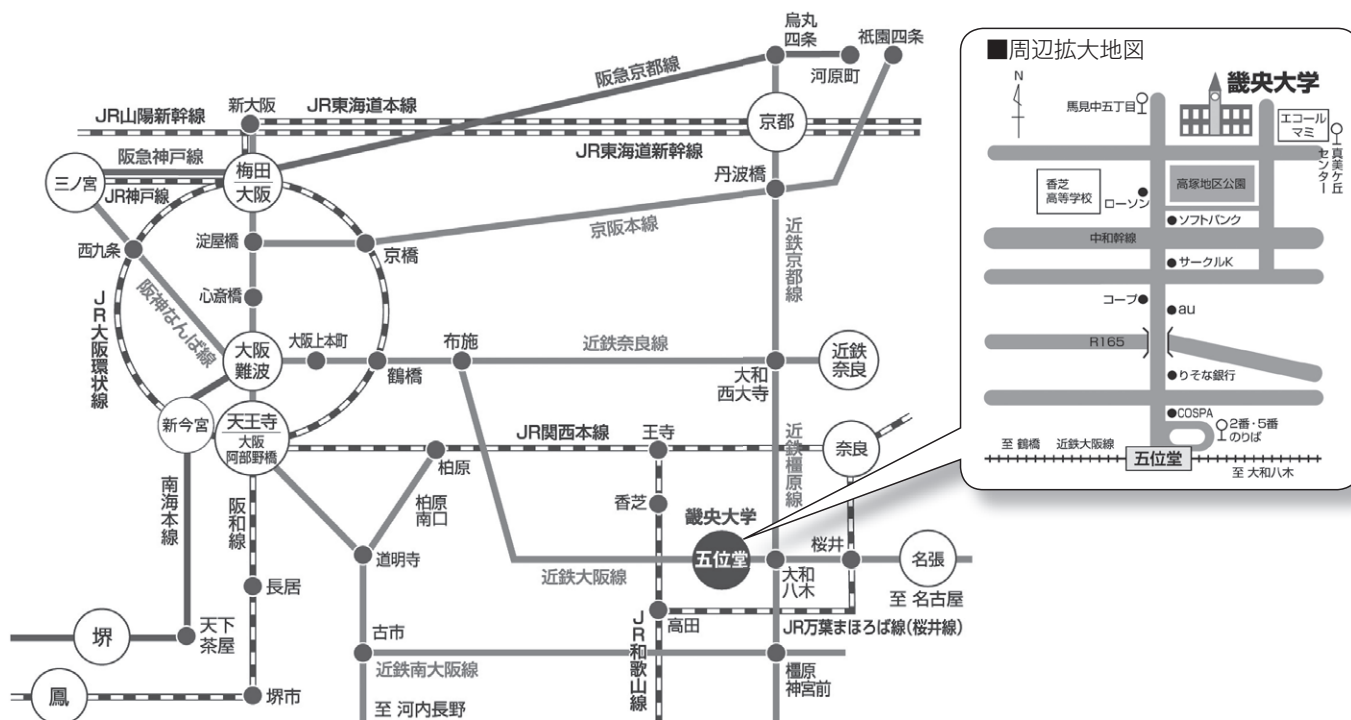 烏丸
四条
祇園四条
河原町
阪急京都線
新大阪
JR東海道本線
JR山陽新幹線
京都
JR東海道新幹線
阪急神戸線
三ノ宮
JR神戸線
梅田
大阪
丹波橋
西九条
淀屋橋
京橋
京阪本線
近鉄京都線
心斎橋
JR大阪環状線
阪神なんば線
大阪
難波
大阪上本町
鶴橋
布施
近鉄奈良線
大和
西大寺
近鉄
奈良
新今宮
天王寺
大阪
阿部野橋
JR関西本線
王寺
奈良
柏原
近鉄橿原線
南海本線
阪和線
柏原
南口
香芝
畿央大学
五位堂
道明寺
近鉄大阪線
大和
八木
桜井
名張
至 名古屋
長居
高田
JR万葉まほろば線(桜井線)
堺
天下
茶屋
古市
近鉄南大阪線
JR和歌山線
橿原
神宮前
鳳
堺市
至 河内長野
■周辺拡大地図
N
畿央大学
馬見中五丁目
エコール
マミ
真美ケ丘
センター
香芝
高等学校
ローソン
高塚地区公園
ソフトバンク
中和幹線
サークルK
コープ
au
R165
りそな銀行
COSPA
2番・5番
のりば
至 鶴橋
近鉄大阪線
五位堂
至 大和八木